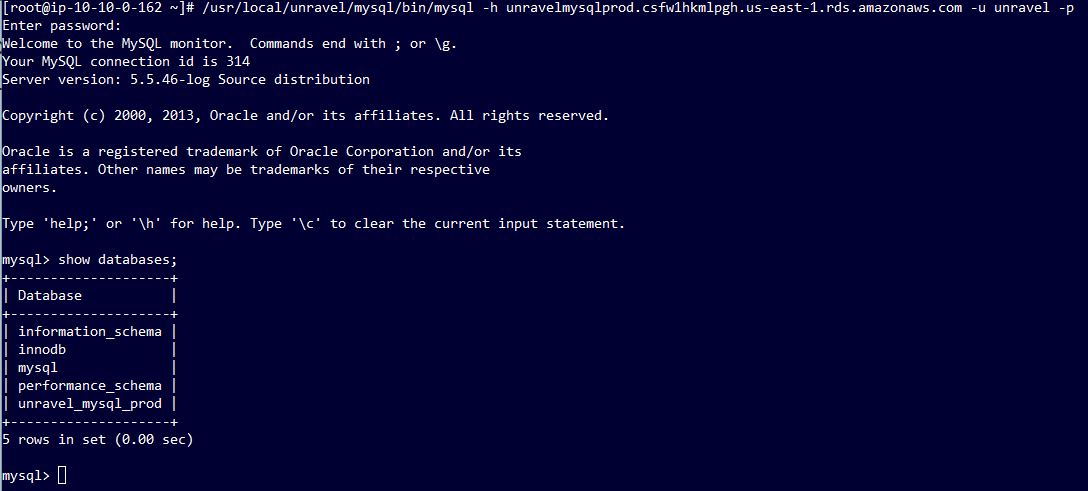 [root@ip-10-10-0-162 ~]# /usr/local/unravel/mysql/bin/mysql -h unravelmysqlprod.csfw1hkmlpgh.us-east-1.rds.amazonaws.com -u unravel -p
Enter password:
Welcome to the MySQL monitor.  Commands end with ; or \g.
Your MySQL connection id is 314
Server version: 5.5.46-log Source distribution
Copyright (c) 2000, 2013, Oracle and/or its affiliates. All rights reserved.
Oracle is a registered trademark of Oracle Corporation and/or its
affiliates. Other names may be trademarks of their respective
owners.
Type 'help;' or '\h' for help. Type '\c' to clear the current input statement.
mysql> show databases;
+--------------------+
| Database           |
+--------------------+
| information_schema |
| innodb             |
| mysql              |
| performance_schema |
| unravel_mysql_prod |
+--------------------+
5 rows in set (0.00 sec)
mysql>